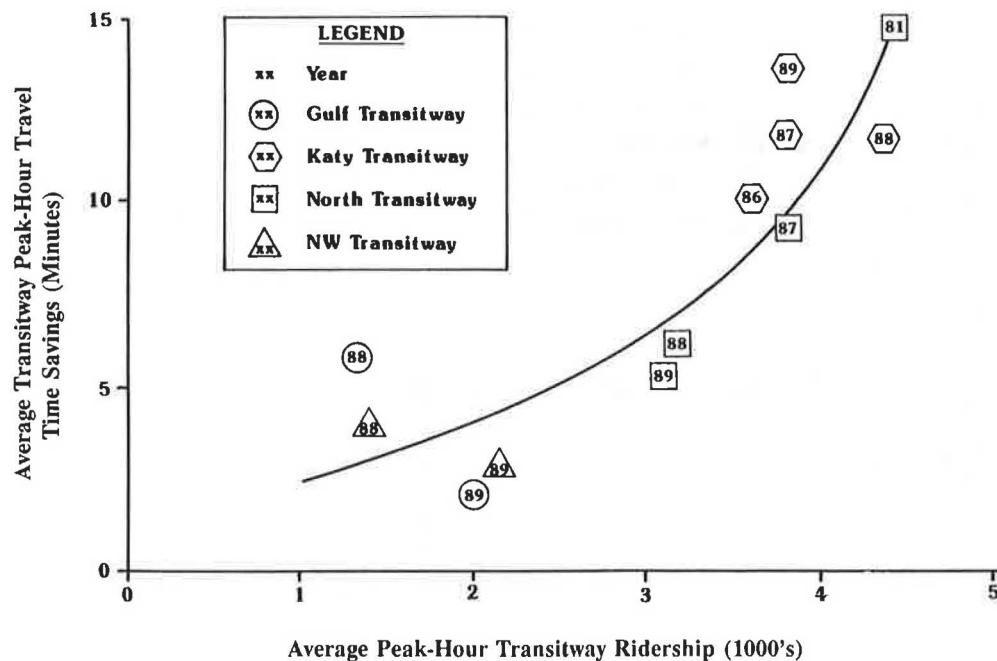 Average Transitway Peak-Hour Travel
Time Savings (Minutes)
15
10
5
0
LEGEND
xx Year
xx Gulf Transitway
xx Katy Transitway
xx North Transitway
xx NW Transitway
81
89
87
88
86
87
88
89
88
88
89
89
0 1 2 3 4 5
Average Peak-Hour Transitway Ridership (1000's)